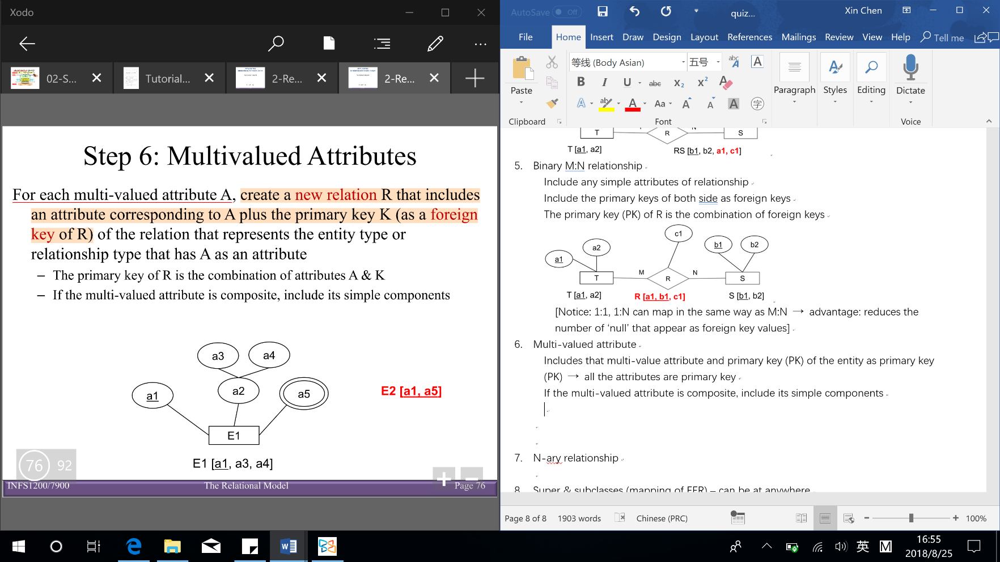 Xodo
02-S...
Tutorial...
2-Re...
2-Re...
Step 6: Multivalued Attributes
For each multi-valued attribute A, create a new relation R that includes
an attribute corresponding to A plus the primary key K (as a foreign
key of R) of the relation that represents the entity type or
relationship type that has A as an attribute
– The primary key of R is the combination of attributes A & K
– If the multi-valued attribute is composite, include its simple components
a3
a4
a1
a2
a5
E2 [a1, a5]
E1
E1 [a1, a3, a4]
76 92
INFS1200/7900
The Relational Model
Page 76
AutoSave Off
quiz...
Xin Chen
File Home Insert Draw Design Layout References Mailings Review View Help Tell me
等线 (Body Asian)
五号
abc A
A
B I U abc X₂ X² A
A ab A Aa A A A 字
Paste
Paragraph
Styles
Editing
Dictate
Clipboard
Font
Voice
T
R
S
T [a1, a2]
RS [b1, b2, a1, c1]
5. Binary M:N relationship
Include any simple attributes of relationship
Include the primary keys of both side as foreign keys
The primary key (PK) of R is the combination of foreign keys
c1
a1
a2
b1
b2
T
M
R
N
S
T [a1, a2]
R [a1, b1, c1]
S [b1, b2]
[Notice: 1:1, 1:N can map in the same way as M:N → advantage: reduces the
number of ‘null’ that appear as foreign key values]
6. Multi-valued attribute
Includes that multi-value attribute and primary key (PK) of the entity as primary key
(PK) → all the attributes are primary key
If the multi-valued attribute is composite, include its simple components
7. N-ary relationship
8. Super & subclasses (mapping of EER) – can be at anywhere
Page 8 of 8
1903 words
Chinese (PRC)
100%
英
M
16:55
2018/8/25